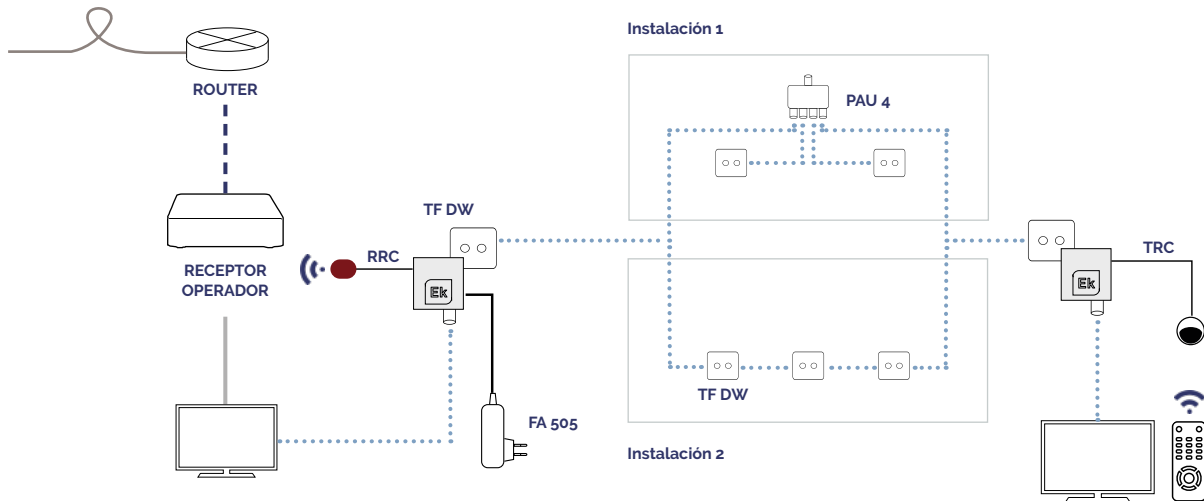 Instalación 1
ROUTER
PAU 4
TF DW
RRC
Ek
RECEPTOR
OPERADOR
TRC
Ek
TF DW
FA 505
Instalación 2